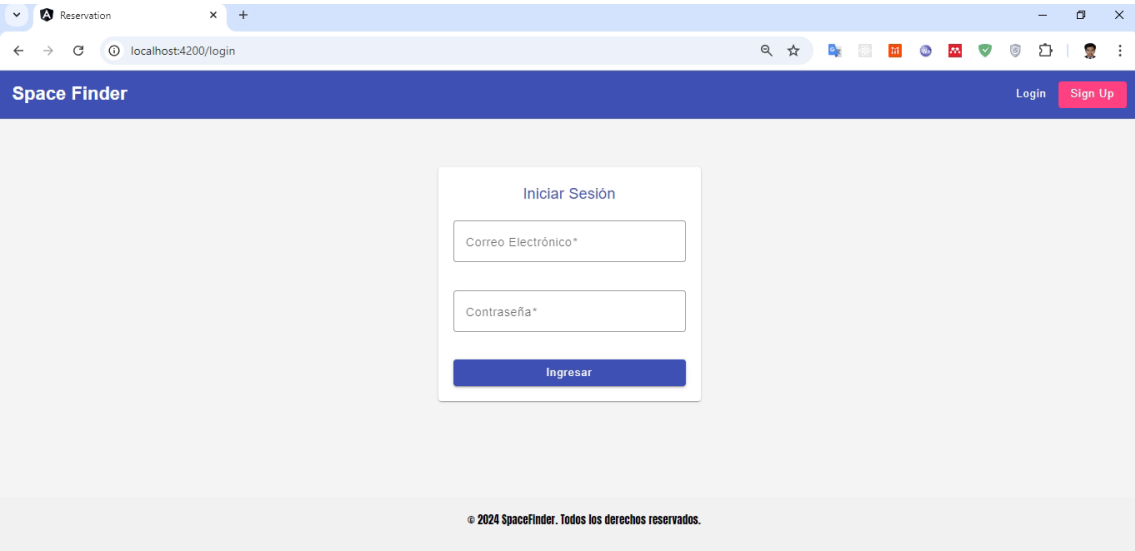 Reservation
localhost:4200/login
Space Finder
Login
Sign Up
Iniciar Sesión
Correo Electrónico*
Contraseña*
Ingresar
© 2024 SpaceFinder. Todos los derechos reservados.